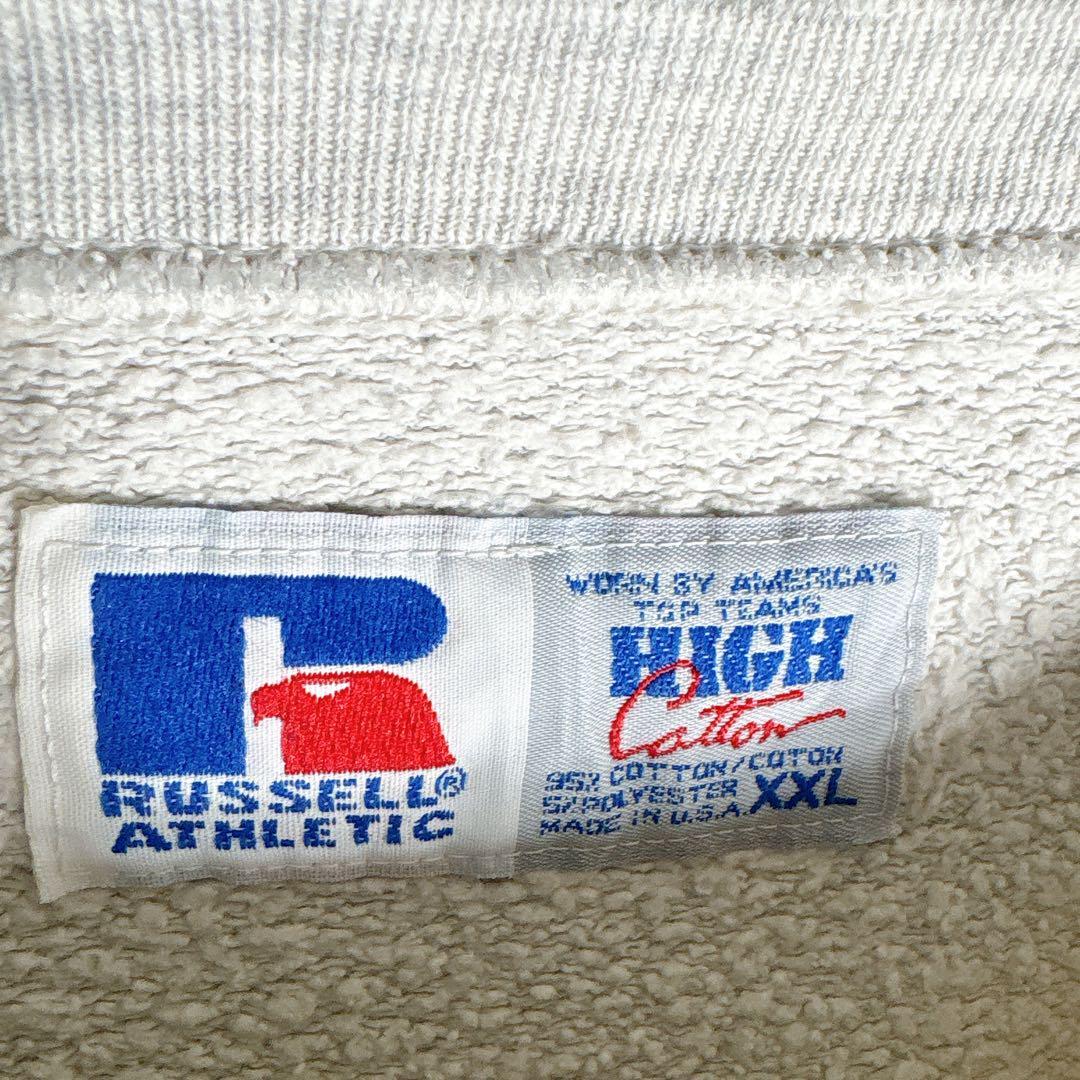 RUSSELL®
ATHLETIC
WORN BY AMERICA'S
TOP TEAMS
HIGH
Cotton
95% COTTON/COTON
5% POLYESTER
MADE IN U.S.A. XXL